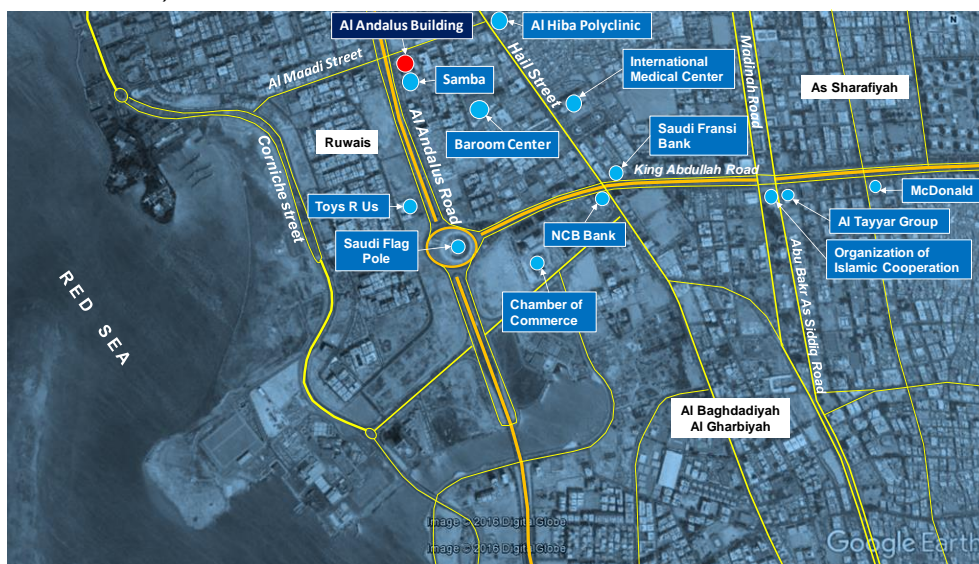 Al Andalus Building
Al Hiba Polyclinic
N
Al Maadi Street
Samba
Hail Street
International
Medical Center
Madinah Road
As Sharafiyah
Ruwais
Al Andalus Road
Baroom Center
Saudi Fransi
Bank
King Abdullah Road
McDonald
Corniche street
Toys R Us
NCB Bank
Al Tayyar Group
Saudi Flag
Pole
Organization of
Islamic Cooperation
Abu Bakr As Siddiq Road
RED SEA
Chamber of
Commerce
Al Baghdadiyah
Al Gharbiyah
Image © 2016 DigitalGlobe
Image © 2016 DigitalGlobe
Google Earth